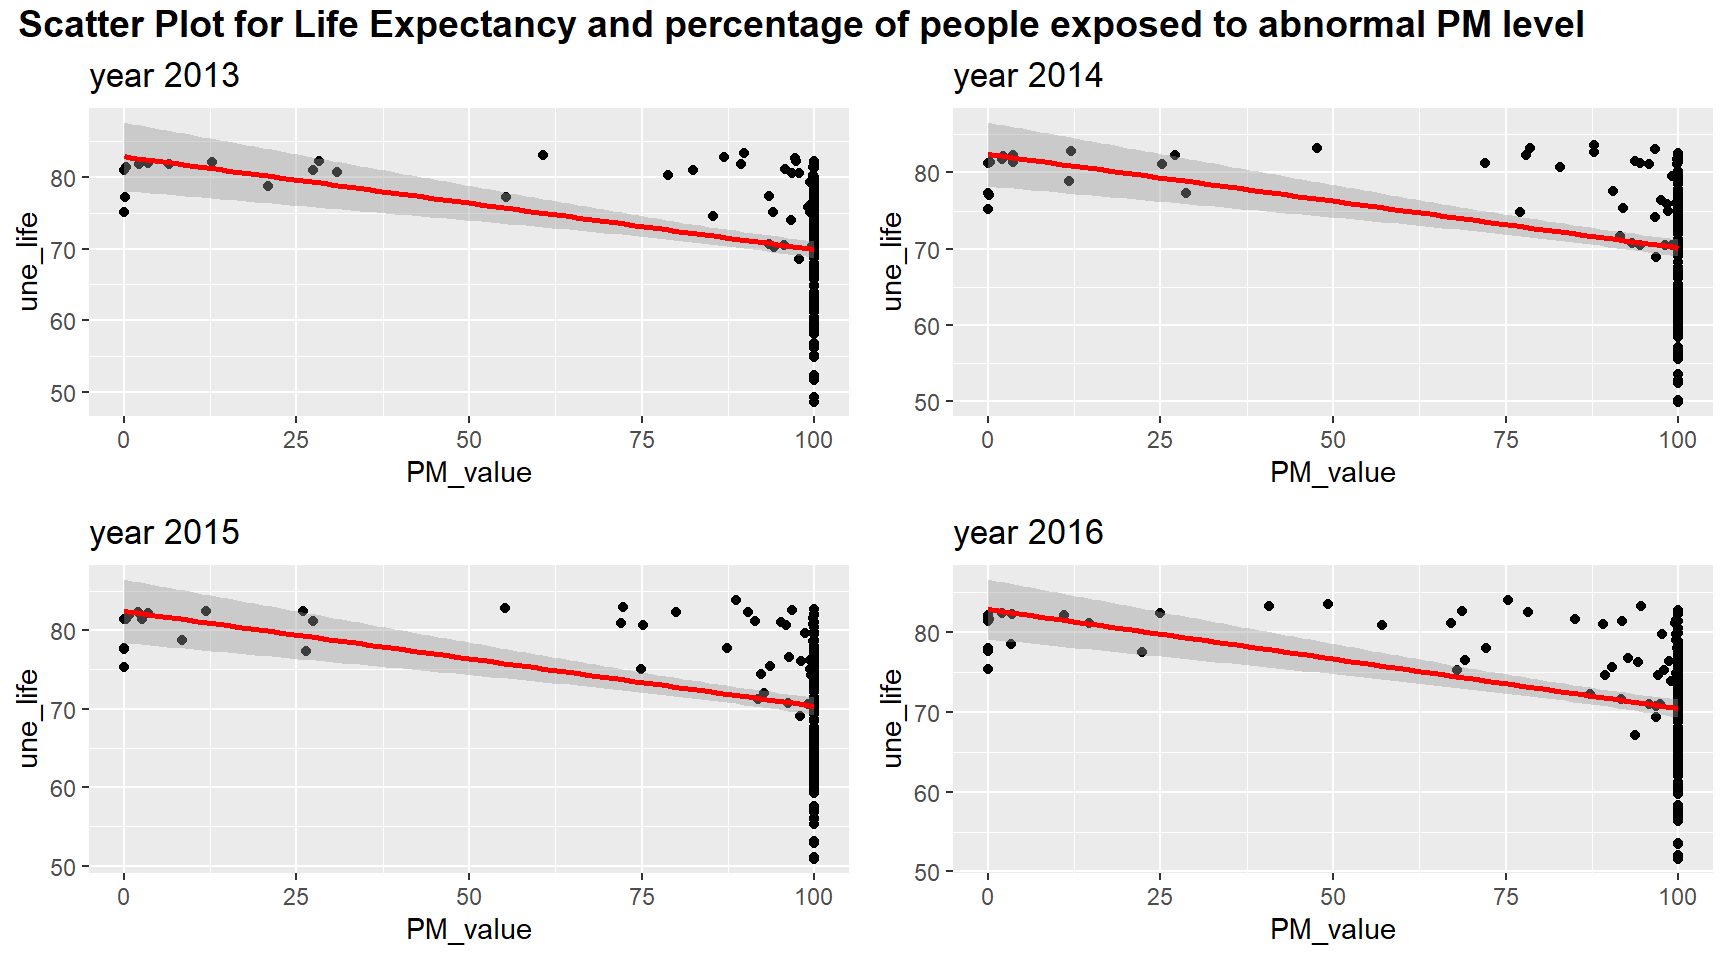 Scatter Plot for Life Expectancy and percentage of people exposed to abnormal PM level
year 2013
une_life
80
70
60
50
0 25 50 75 100
PM_value
year 2014
une_life
80
70
60
50
0 25 50 75 100
PM_value
year 2015
une_life
80
70
60
50
0 25 50 75 100
PM_value
year 2016
une_life
80
70
60
50
0 25 50 75 100
PM_value